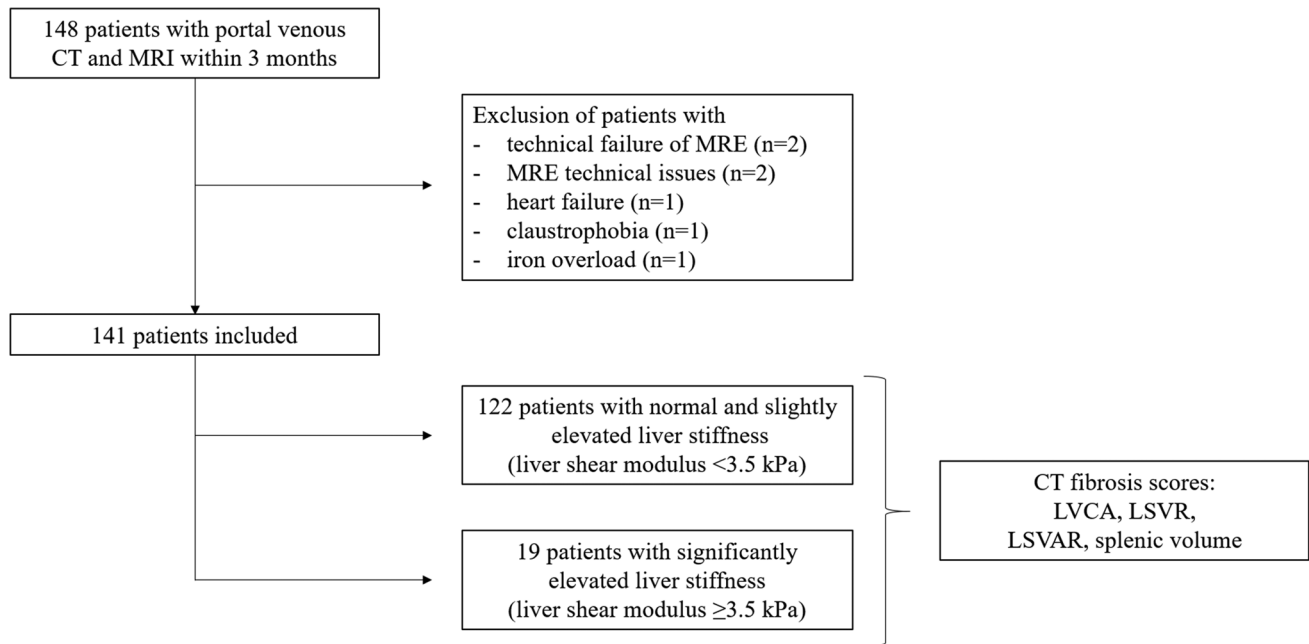 148 patients with portal venous
CT and MRI within 3 months
Exclusion of patients with
- technical failure of MRE (n=2)
- MRE technical issues (n=2)
- heart failure (n=1)
- claustrophobia (n=1)
- iron overload (n=1)
141 patients included
122 patients with normal and slightly
elevated liver stiffness
(liver shear modulus <3.5 kPa)
19 patients with significantly
elevated liver stiffness
(liver shear modulus ≥3.5 kPa)
CT fibrosis scores:
LVCA, LSVR,
LSVAR, splenic volume